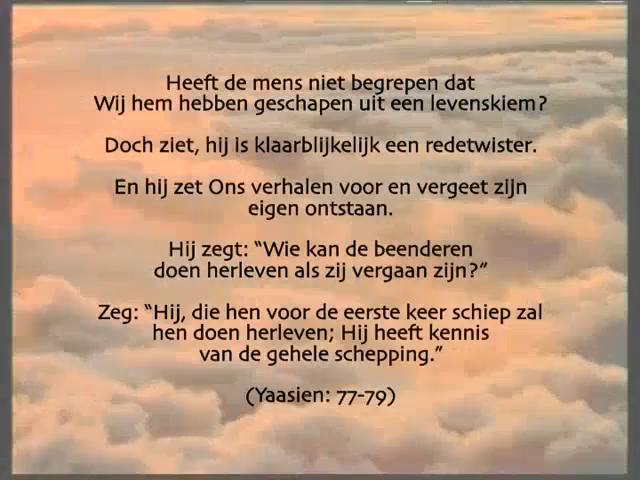 Heeft de mens niet begrepen dat
Wij hem hebben geschapen uit een levenskiem?
Doch ziet, hij is klaarblijkelijk een redetwister.
En hij zet Ons verhalen voor en vergeet zijn
eigen ontstaan.
Hij zegt: “Wie kan de beenderen
doen herleven als zij vergaan zijn?”
Zeg: “Hij, die hen voor de eerste keer schiep zal
hen doen herleven; Hij heeft kennis
van de gehele schepping.”
(Yaasien: 77-79)